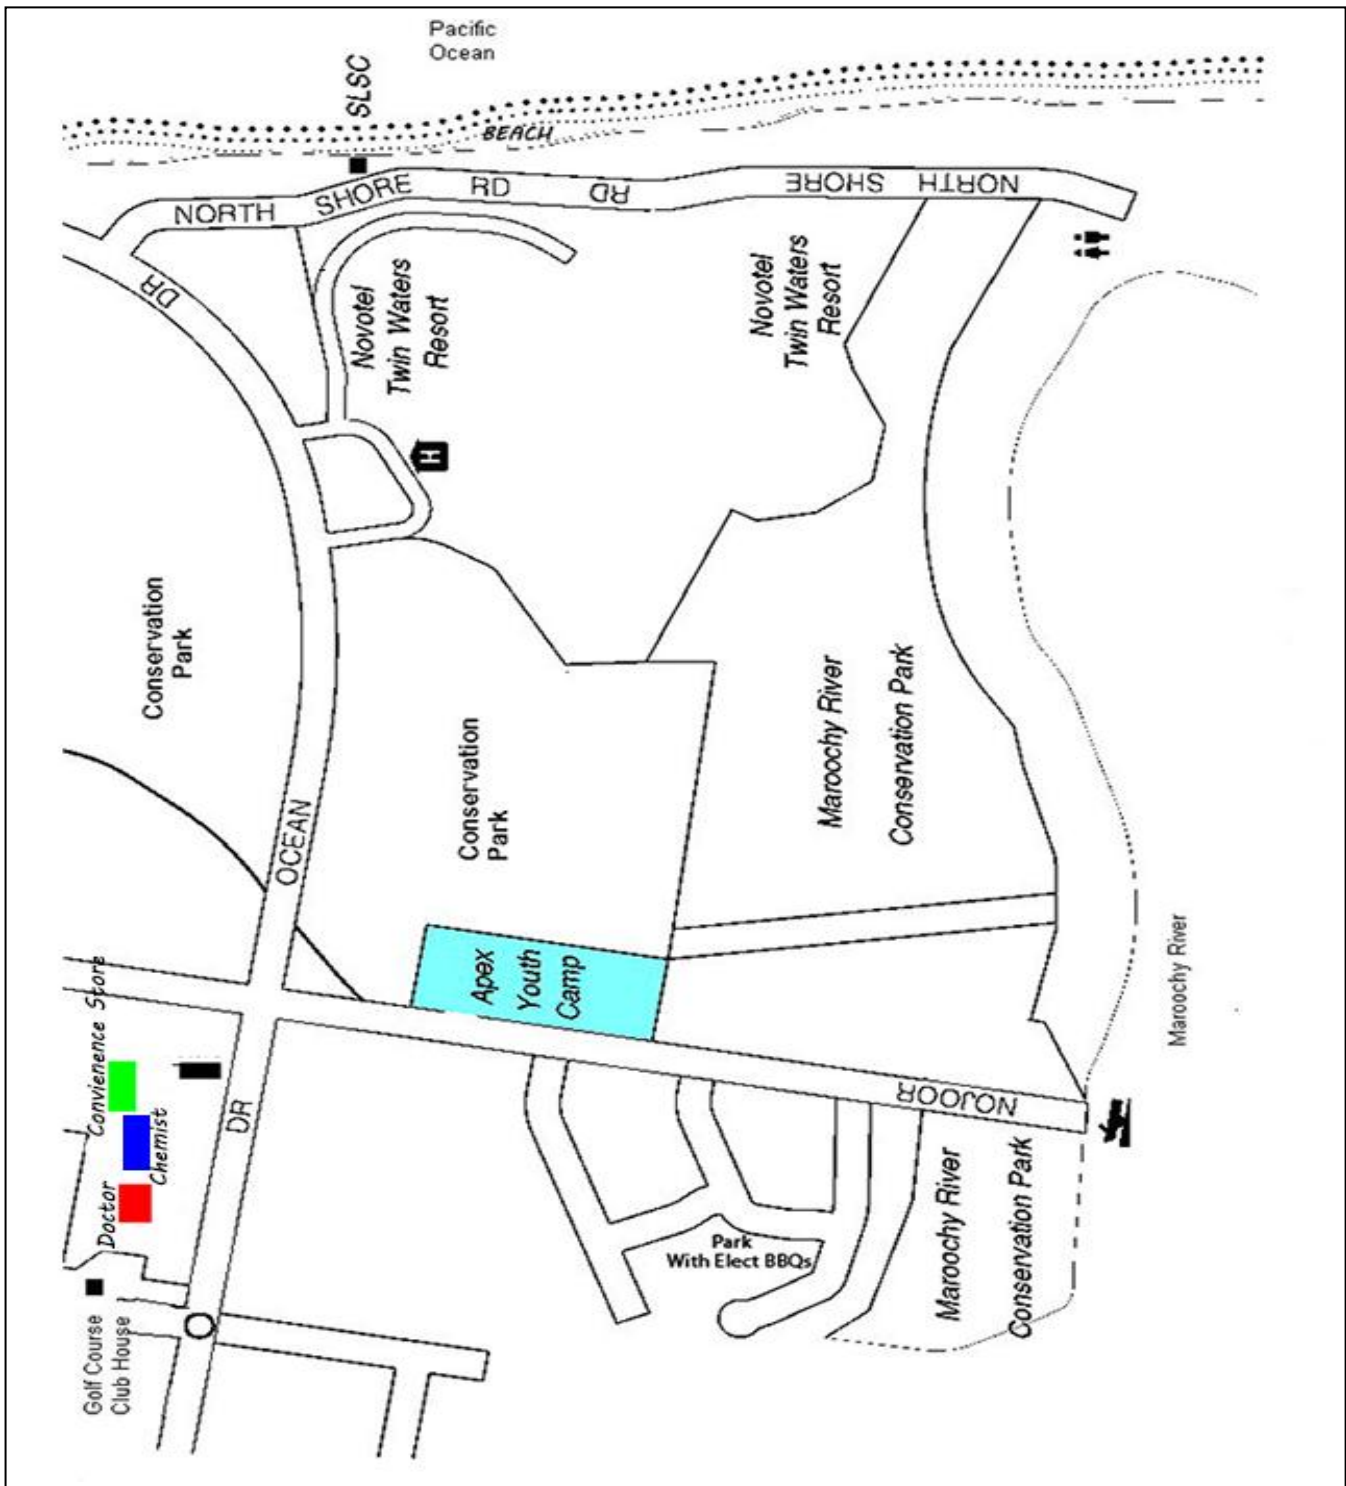 Pacific
Ocean
SLSC
BEACH
NORTH SHORE RD
RD
NORTH SHORE
DR
Novotel
Twin Waters
Resort
Novotel
Twin Waters
Resort
H
Conservation
Park
Conservation
Park
Maroochy River
Conservation Park
OCEAN
Apex
Youth
Camp
Maroochy River
Convienence Store
Chemist
Doctor
DR
NOJOOR
Park
With Elect BBQs
Maroochy River
Conservation Park
Golf Course
Club House